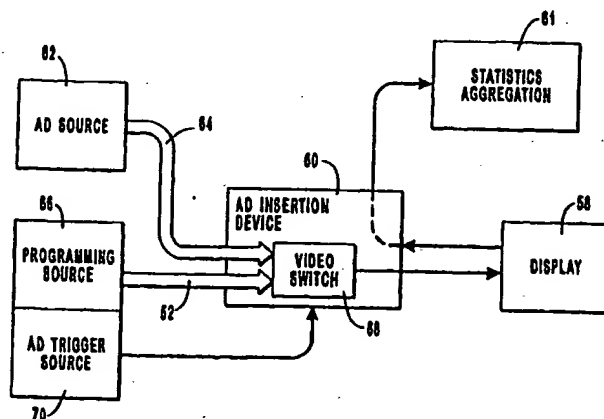 62
AD SOURCE
64
61
STATISTICS
AGGREGATION
60
AD INSERTION
DEVICE
66
PROGRAMMING
SOURCE
52
VIDEO
SWITCH
68
58
DISPLAY
AD TRIGGER
SOURCE
70